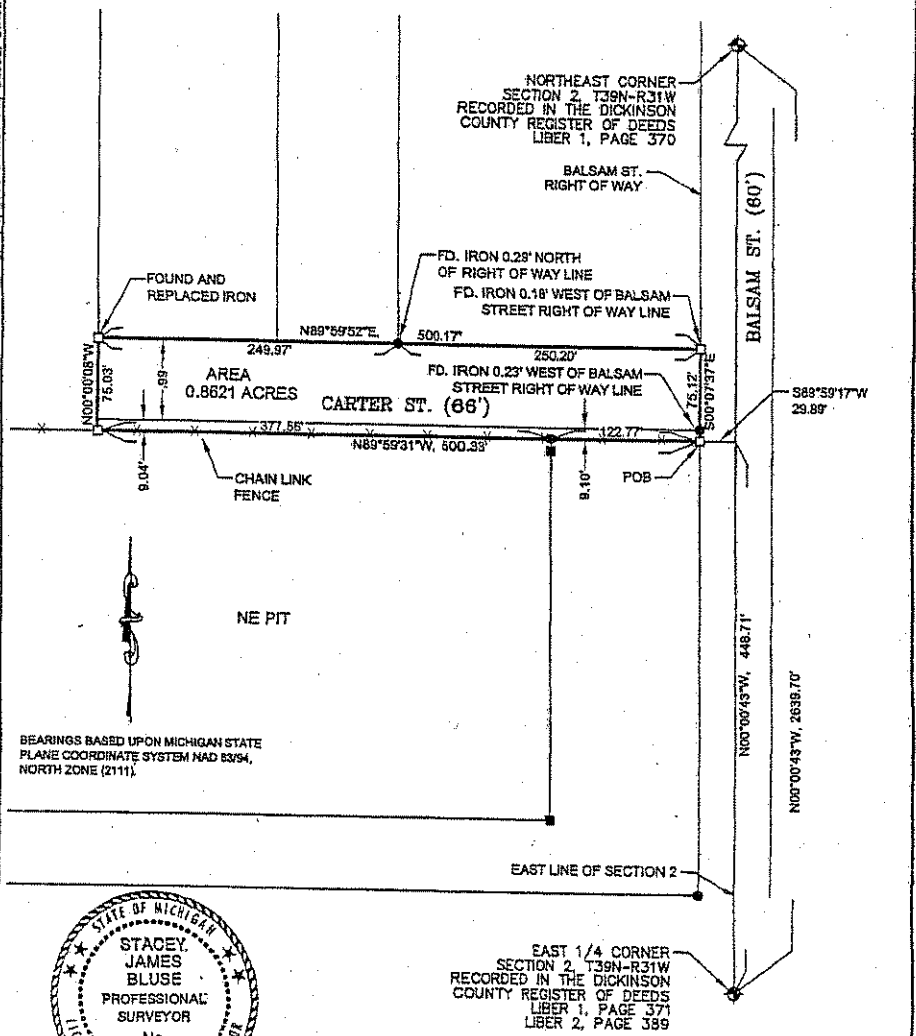 NORTHEAST CORNER
SECTION 2, T39N-R31W
RECORDED IN THE DICKINSON
COUNTY REGISTER OF DEEDS
LIBER 1, PAGE 370
BALSAM ST.
RIGHT OF WAY
BALSAM ST. (60')
FD. IRON 0.29' NORTH
OF RIGHT OF WAY LINE
FOUND AND
REPLACED IRON
FD. IRON 0.18' WEST OF BALSAM
STREET RIGHT OF WAY LINE
N89°59'52"E, 500.17'
249.97'
250.20'
N00°00'08"W
75.03'
66'
AREA
0.8621 ACRES
FD. IRON 0.23' WEST OF BALSAM
STREET RIGHT OF WAY LINE
75.12'
S00°07'37"E
CARTER ST. (66')
S89°59'17"W
29.89'
377.56'
122.77'
N89°59'31"W, 500.33'
9.04'
9.10'
CHAIN LINK
FENCE
POB
NE PIT
N00°00'43"W, 448.71'
N00°00'43"W, 2639.70'
BEARINGS BASED UPON MICHIGAN STATE
PLANE COORDINATE SYSTEM NAD 83/94,
NORTH ZONE (2111).
EAST LINE OF SECTION 2
STATE OF MICHIGAN
STACEY
JAMES
BLUSE
PROFESSIONAL
SURVEYOR
No.
EAST 1/4 CORNER
SECTION 2, T39N-R31W
RECORDED IN THE DICKINSON
COUNTY REGISTER OF DEEDS
LIBER 1, PAGE 371
LIBER 2, PAGE 389